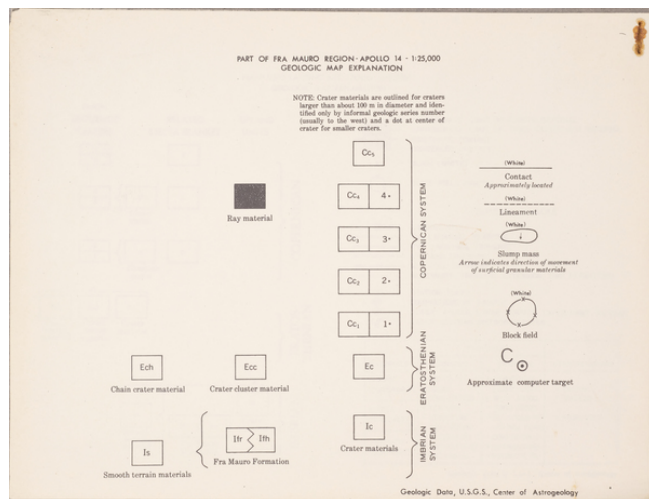 PART OF FRA MAURO REGION - APOLLO 14 - 1:25,000
GEOLOGIC MAP EXPLANATION
NOTE: Crater materials are outlined for craters
larger than about 100 m in diameter and iden-
tified only by informal geologic series number
(usually to the west) and a dot at center of
crater for smaller craters.
Cc5
Cc4 4•
Cc3 3•
Cc2 2•
Cc1 1•
COPERNICAN SYSTEM
Ray material
Ech
Chain crater material
Ecc
Crater cluster material
Ec
ERATOSTHENIAN
SYSTEM
Is
Smooth terrain materials
Ifr Ifh
Fra Mauro Formation
Ic
Crater materials
IMBRIAN
SYSTEM
(White)
Contact
Approximately located
(White)
Lineament
(White)
Slump mass
Arrow indicates direction of movement
of surficial granular materials
(White)
Block field
C
Approximate computer target
Geologic Data, U.S.G.S., Center of Astrogeology